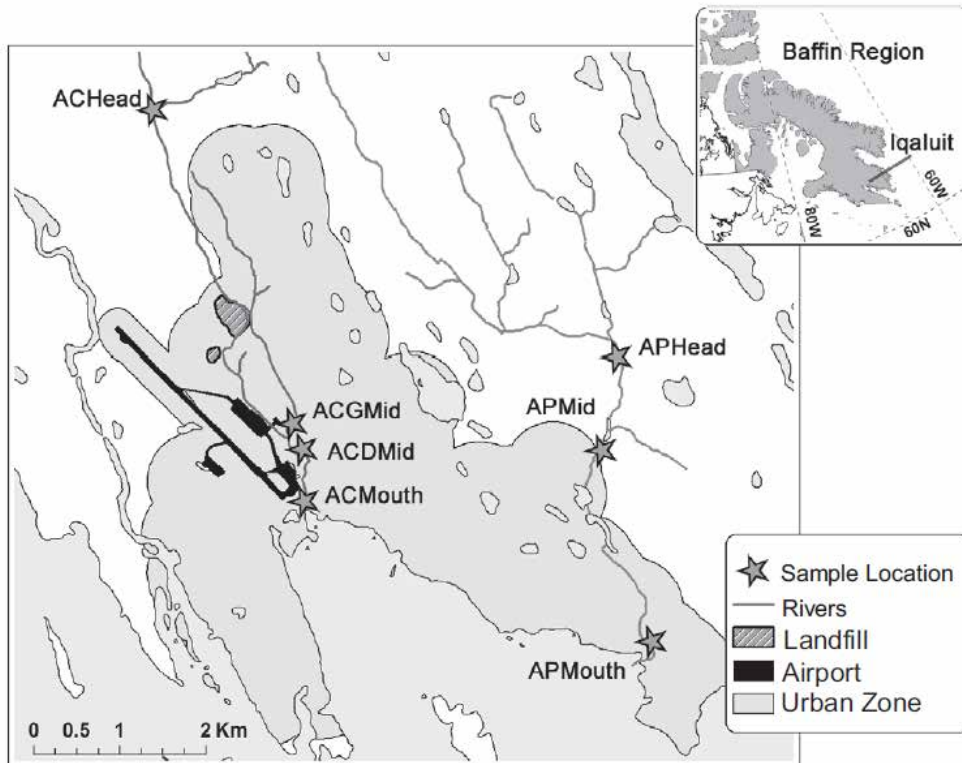 Baffin Region
Iqaluit
80W
60W
60N
ACHead
APHead
APMid
ACGMid
ACDMid
ACMouth
APMouth
Sample Location
Rivers
Landfill
Airport
Urban Zone
0 0.5 1 2 Km